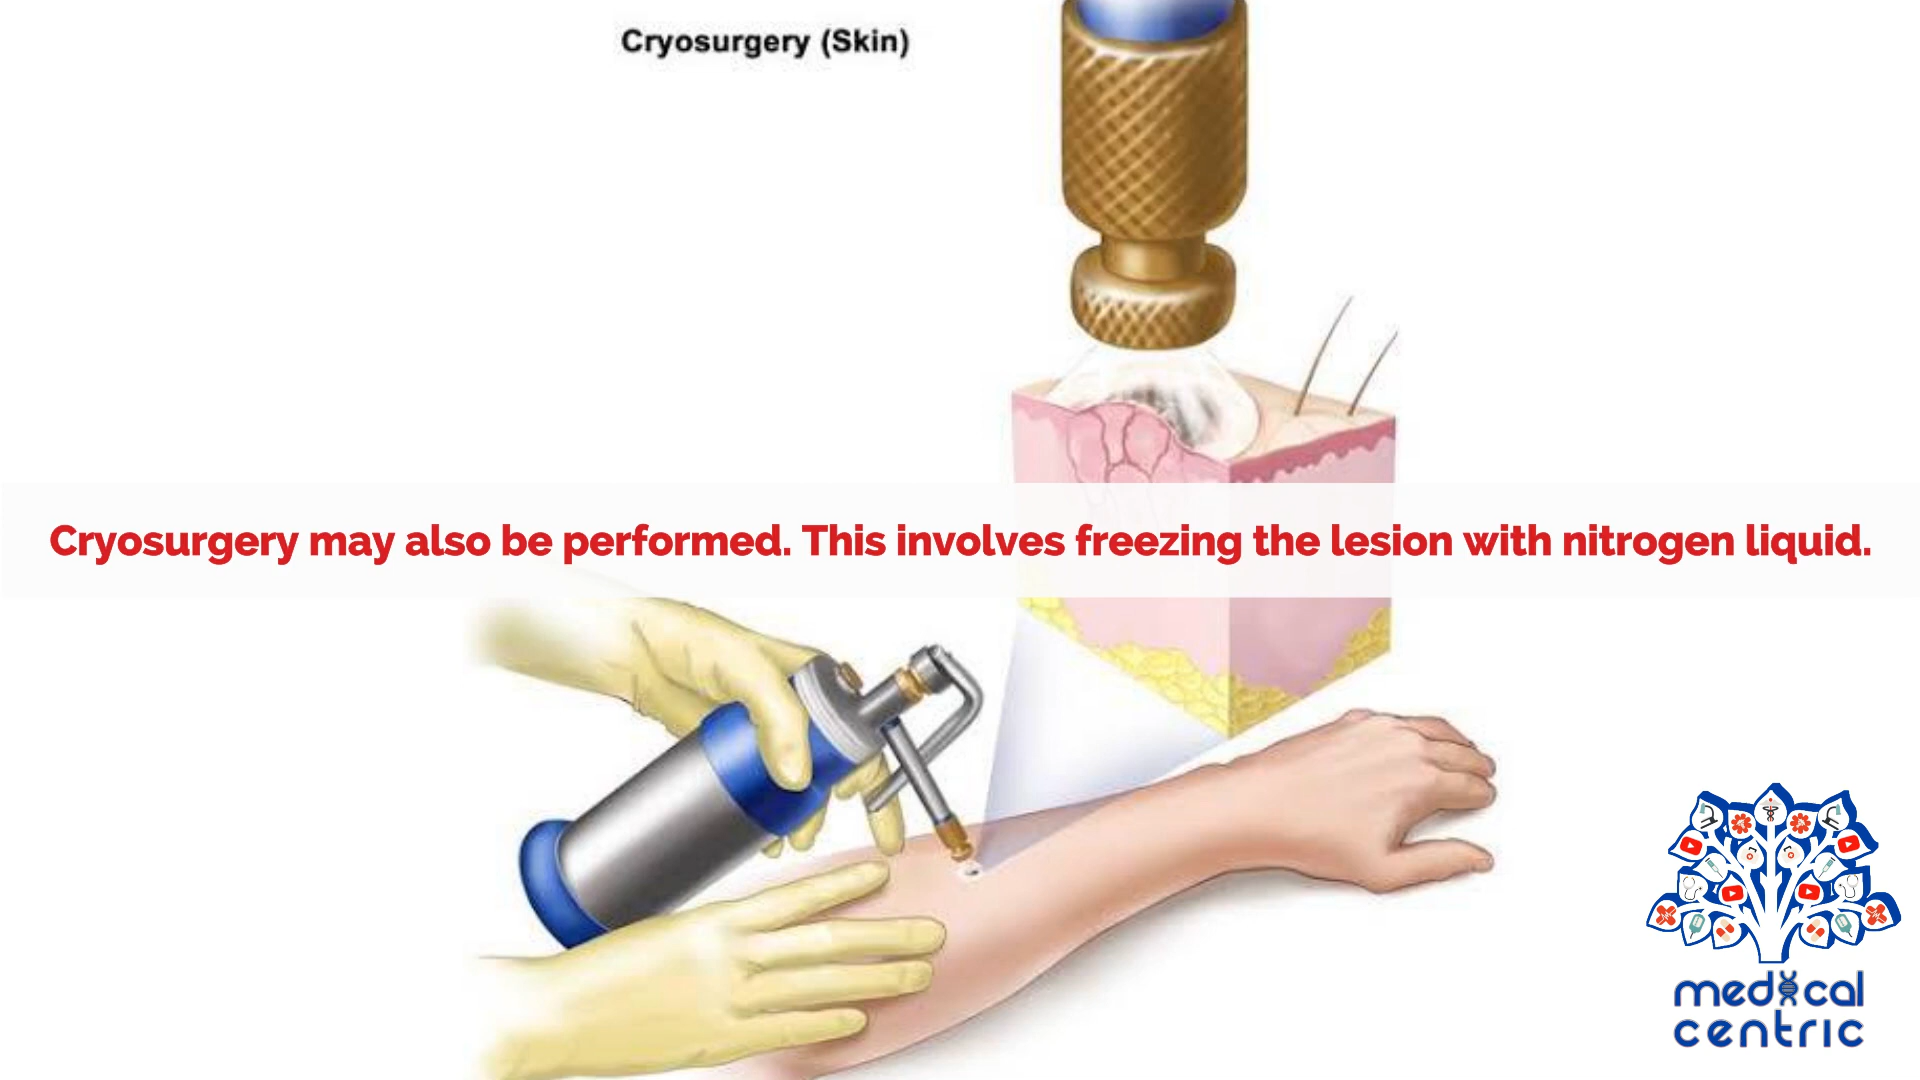 Cryosurgery (Skin)
Cryosurgery may also be performed. This involves freezing the lesion with nitrogen liquid.
medical
centric